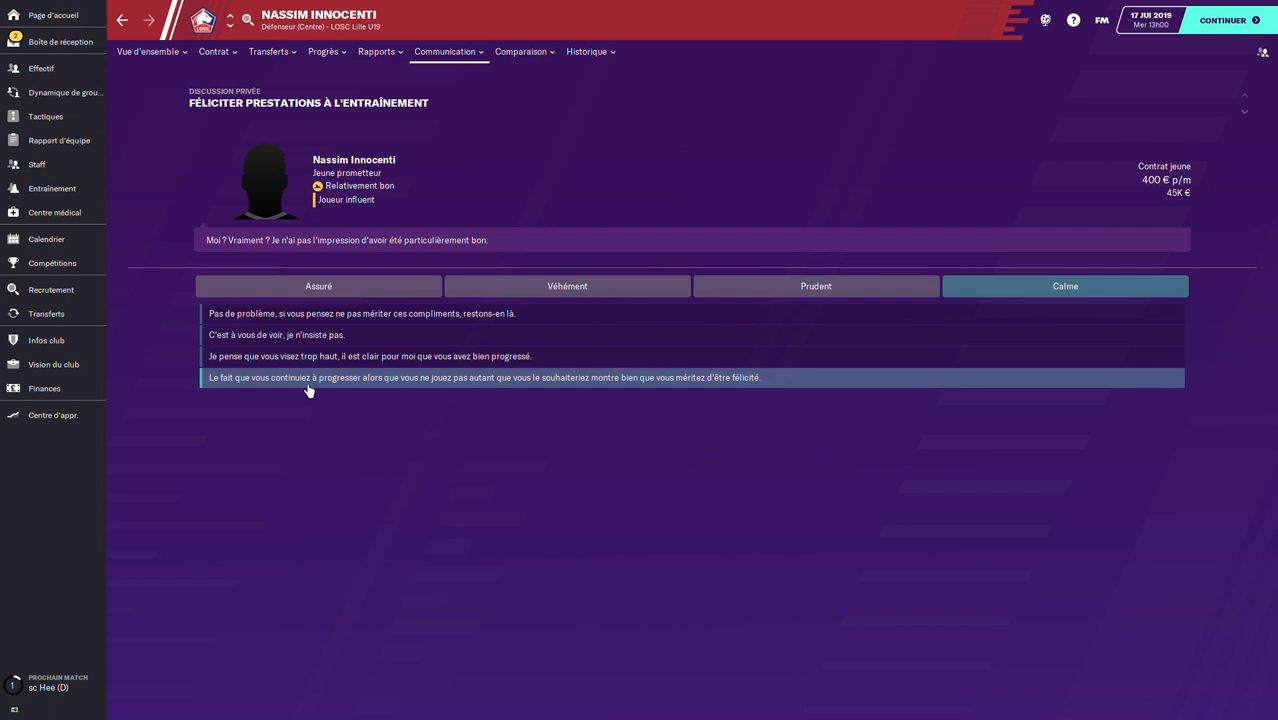 Page d'accueil
2
Boîte de réception
Effectif
Dynamique de grou...
Tactiques
Rapport d'équipe
Staff
Entraînement
Centre médical
Calendrier
Compétitions
Recrutement
Transferts
Infos club
Vision du club
Finances
Centre d'appr.
1
PROCHAIN MATCH
sc Hee (D)
LOSC
NASSIM INNOCENTI
Défenseur (Centre) - LOSC Lille U19
?
FM
17 JUI 2019
Mer 13h00
CONTINUER
Vue d'ensemble
Contrat
Transferts
Progrès
Rapports
Communication
Comparaison
Historique
DISCUSSION PRIVÉE
FÉLICITER PRESTATIONS À L'ENTRAÎNEMENT
Nassim Innocenti
Jeune prometteur
Relativement bon
Joueur influent
Contrat jeune
400 € p/m
45K €
Moi ? Vraiment ? Je n'ai pas l'impression d'avoir été particulièrement bon.
Assuré
Véhément
Prudent
Calme
Pas de problème, si vous pensez ne pas mériter ces compliments, restons-en là.
C'est à vous de voir, je n'insiste pas.
Je pense que vous visez trop haut, il est clair pour moi que vous avez bien progressé.
Le fait que vous continuiez à progresser alors que vous ne jouez pas autant que vous le souhaiteriez montre bien que vous méritez d'être félicité.